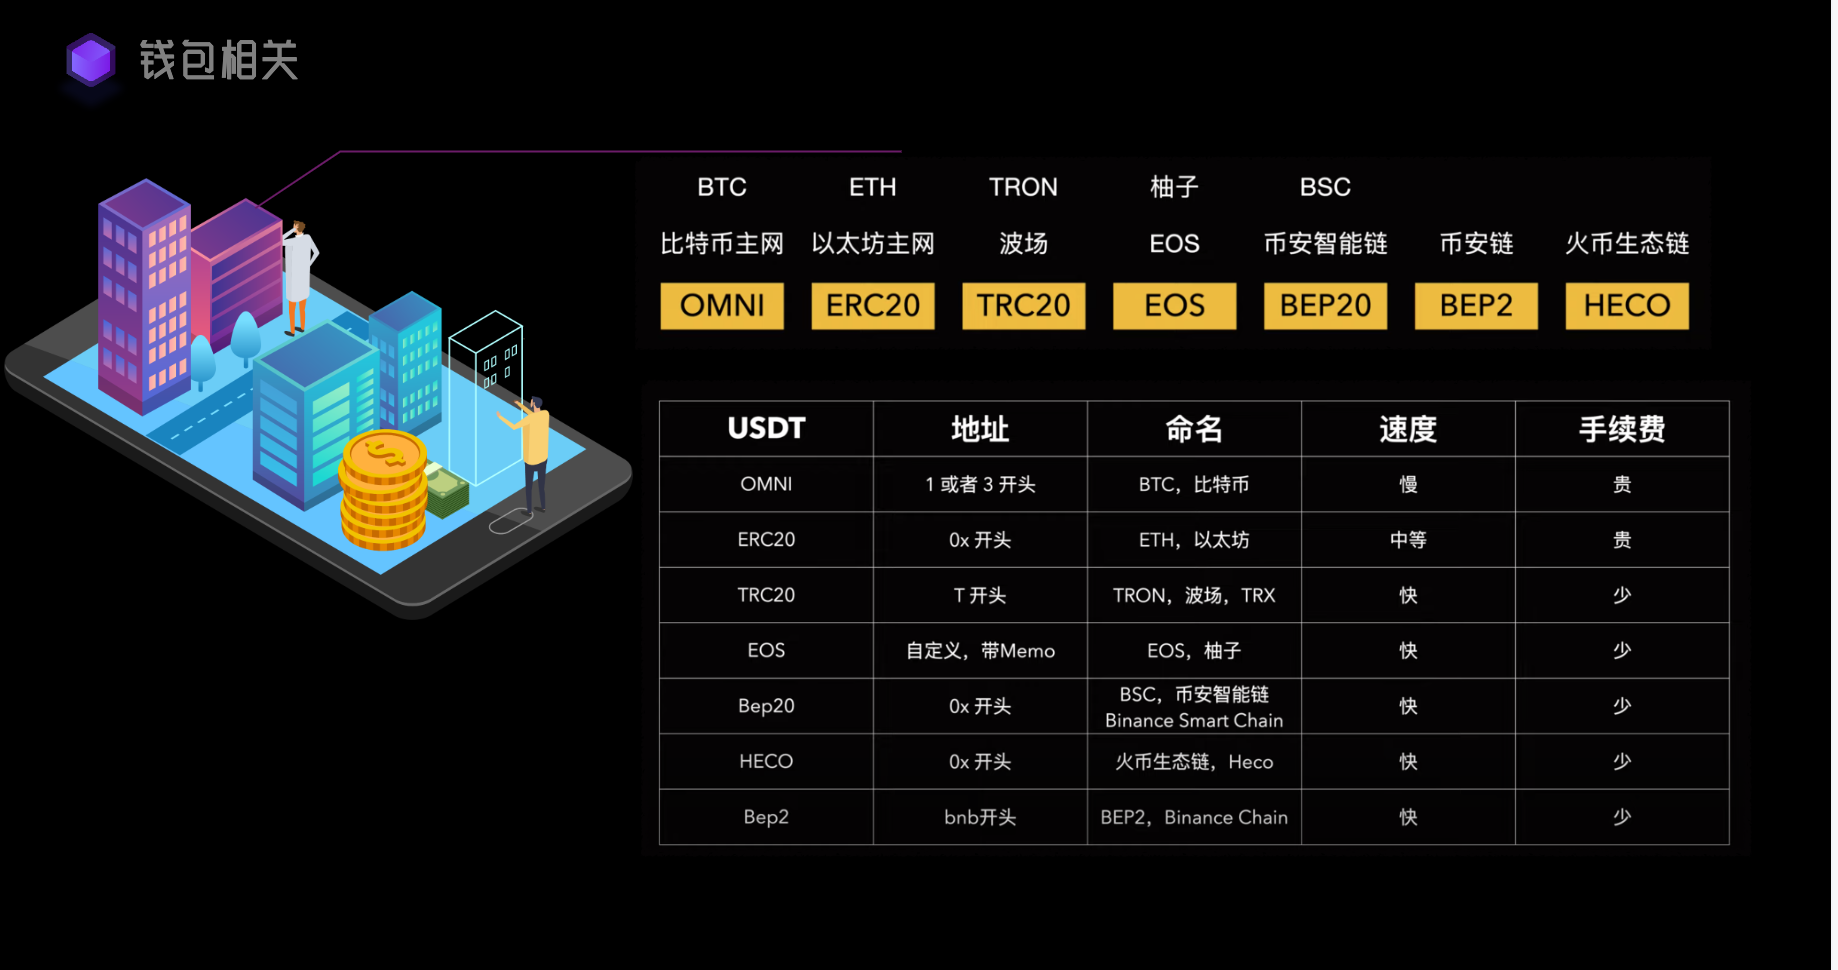 钱包相关
BTC ETH TRON 柚子 BSC
比特币主网 以太坊主网 波场 EOS 币安智能链 币安链 火币生态链
OMNI ERC20 TRC20 EOS BEP20 BEP2 HECO
USDT 地址 命名 速度 手续费
OMNI 1 或者 3 开头 BTC，比特币 慢 贵
ERC20 0x 开头 ETH，以太坊 中等 贵
TRC20 T 开头 TRON，波场，TRX 快 少
EOS 自定义，带Memo EOS，柚子 快 少
Bep20 0x 开头 BSC，币安智能链 快 少
Binance Smart Chain
HECO 0x 开头 火币生态链，Heco 快 少
Bep2 bnb开头 BEP2，Binance Chain 快 少